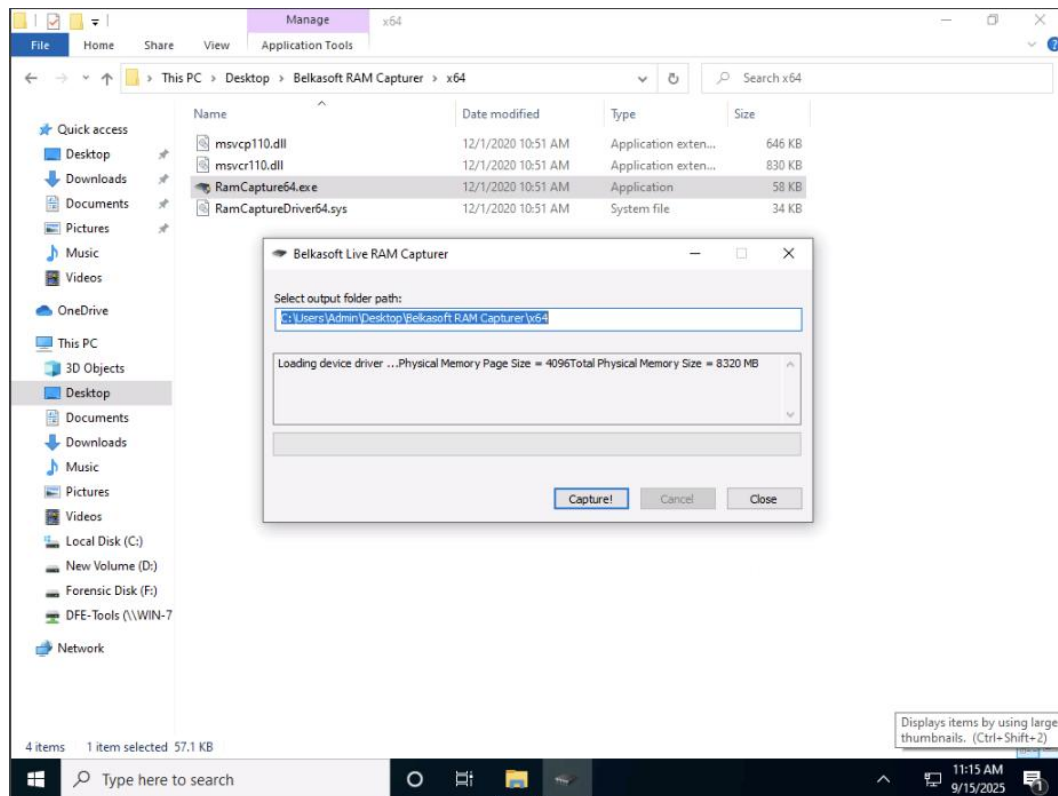 Manage
x64
File
Home
Share
View
Application Tools
This PC > Desktop > Belkasoft RAM Capturer > x64
Search x64
Name
Date modified
Type
Size
Quick access
Desktop
Downloads
Documents
Pictures
Music
Videos
OneDrive
This PC
3D Objects
Desktop
Documents
Downloads
Music
Pictures
Videos
Local Disk (C:)
New Volume (D:)
Forensic Disk (F:)
DFE-Tools (\\WIN-7
Network
msvcp110.dll 12/1/2020 10:51 AM Application exten... 646 KB
msvcr110.dll 12/1/2020 10:51 AM Application exten... 830 KB
RamCapture64.exe 12/1/2020 10:51 AM Application 58 KB
RamCaptureDriver64.sys 12/1/2020 10:51 AM System file 34 KB
Belkasoft Live RAM Capturer
Select output folder path:
C:\Users\Admin\Desktop\Belkasoft RAM Capturer\x64
Loading device driver ...Physical Memory Page Size = 4096Total Physical Memory Size = 8320 MB
Capture!
Cancel
Close
Displays items by using large
thumbnails. (Ctrl+Shift+2)
4 items 1 item selected 57.1 KB
Type here to search
11:15 AM
9/15/2025
1